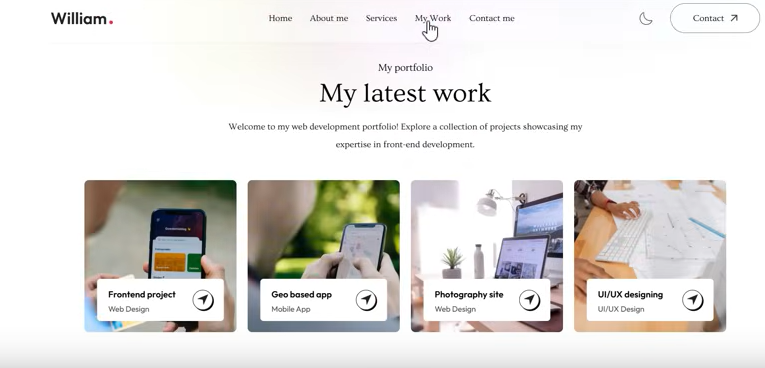 William.
Home About me Services My Work Contact me
Contact
My portfolio
My latest work
Welcome to my web development portfolio! Explore a collection of projects showcasing my
expertise in front-end development.
Frontend project
Web Design
Geo based app
Mobile App
Photography site
Web Design
UI/UX designing
UI/UX Design